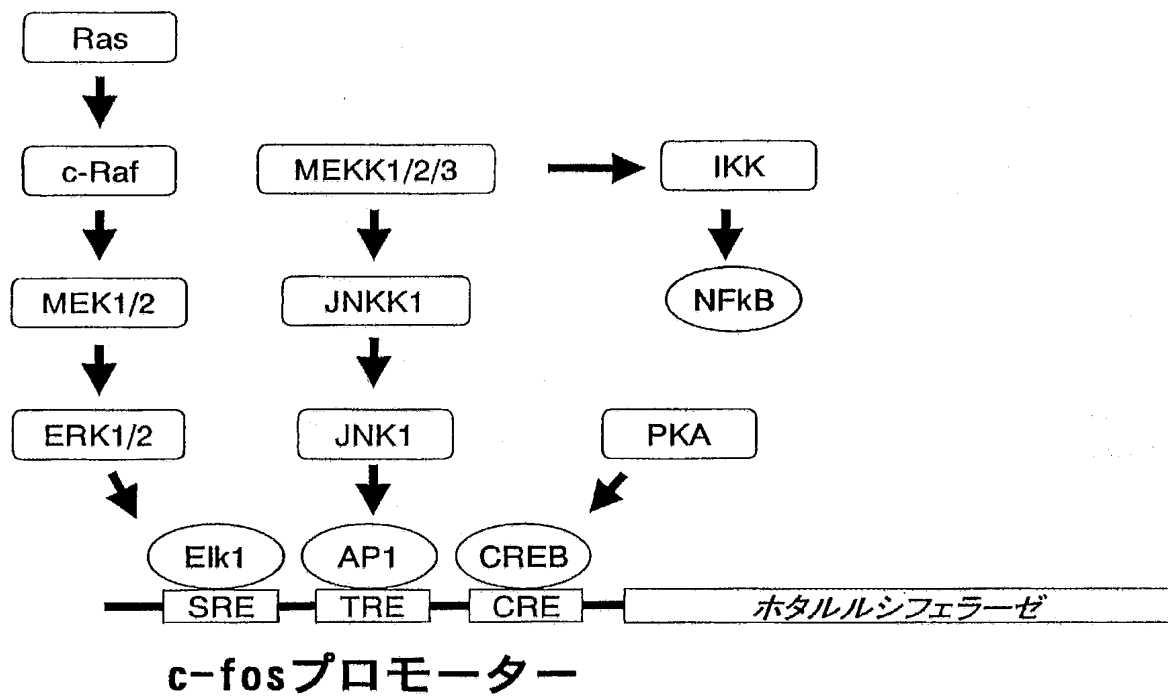 Ras
c-Raf MEKK1/2/3 IKK
MEK1/2 JNKK1 NFkB
ERK1/2 JNK1 PKA
Elk1 AP1 CREB
SRE TRE CRE ホタルルシフェラーゼ
c-fosプロモーター